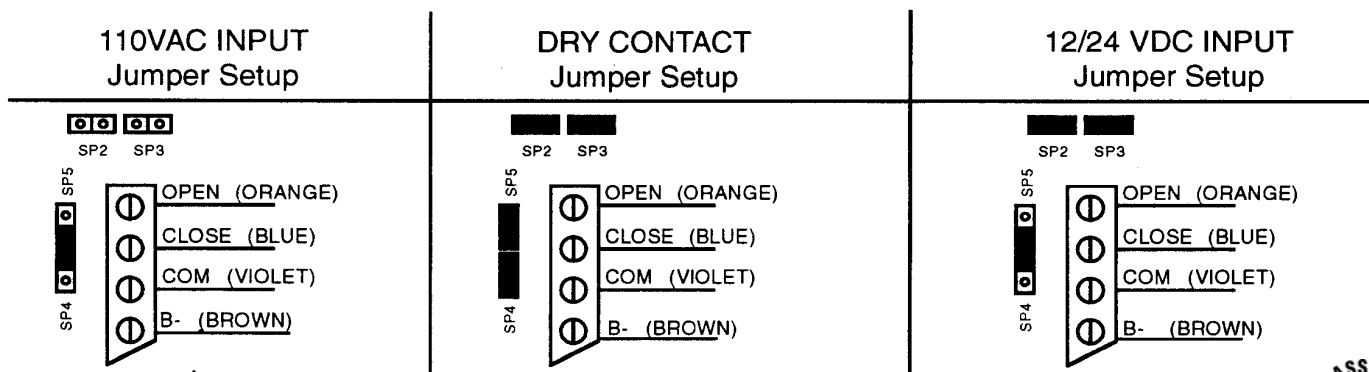 110VAC INPUT
Jumper Setup
SP2 SP3
SP5
SP4
OPEN (ORANGE)
CLOSE (BLUE)
COM (VIOLET)
B- (BROWN)
DRY CONTACT
Jumper Setup
SP2 SP3
SP5
SP4
OPEN (ORANGE)
CLOSE (BLUE)
COM (VIOLET)
B- (BROWN)
12/24 VDC INPUT
Jumper Setup
SP2 SP3
SP5
SP4
OPEN (ORANGE)
CLOSE (BLUE)
COM (VIOLET)
B- (BROWN)